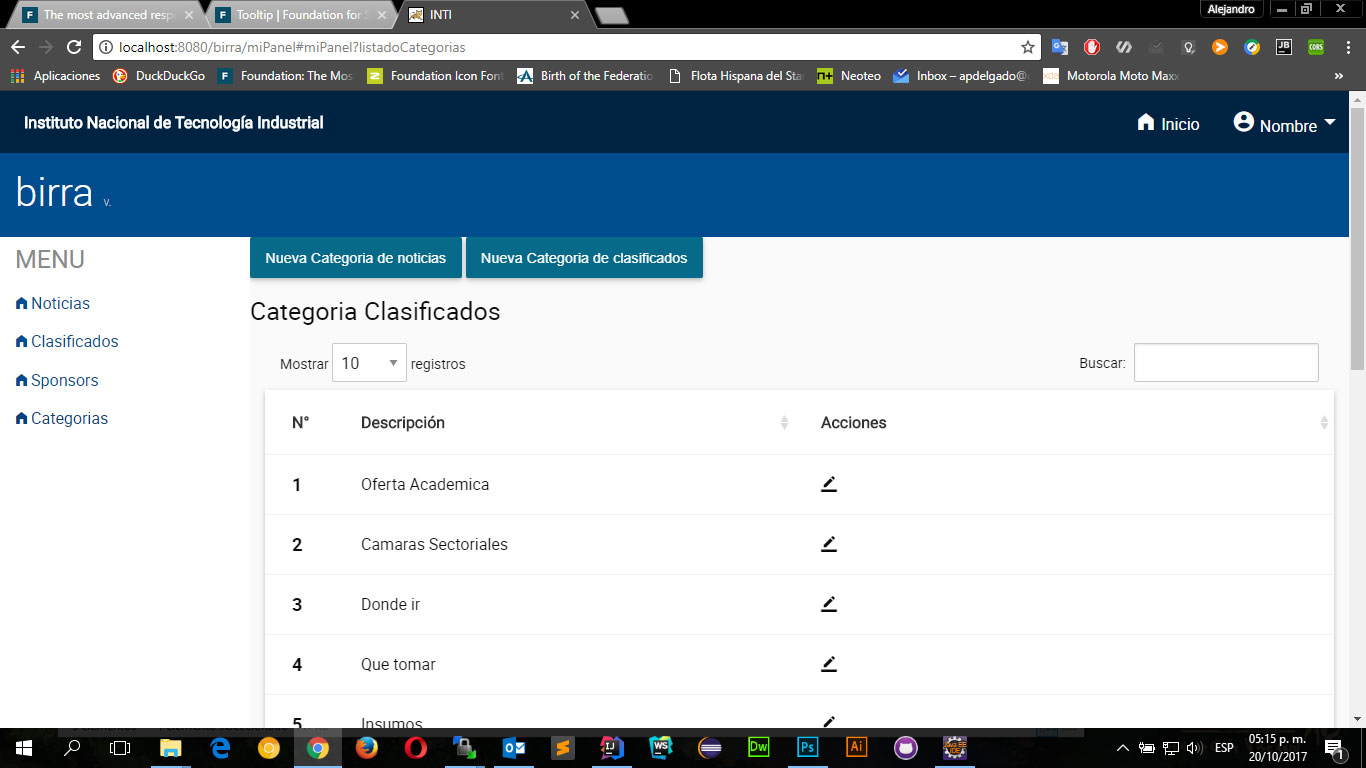 Alejandro
The most advanced resp
Tooltip | Foundation for S
INTI
localhost:8080/birra/miPanel#miPanel?listadoCategorias
Aplicaciones DuckDuckGo Foundation: The Mos Foundation Icon Font Birth of the Federatio Flota Hispana del Sta Neoteo Inbox – apdelgado@ Motorola Moto Maxx »
Instituto Nacional de Tecnología Industrial
Inicio
Nombre
birra v.
MENU
Noticias
Clasificados
Sponsors
Categorias
Nueva Categoria de noticias
Nueva Categoria de clasificados
Categoria Clasificados
Mostrar 10 registros
Buscar:
N° Descripción Acciones
1 Oferta Academica
2 Camaras Sectoriales
3 Donde ir
4 Que tomar
5 Insumos
ESP
05:15 p. m.
20/10/2017
1